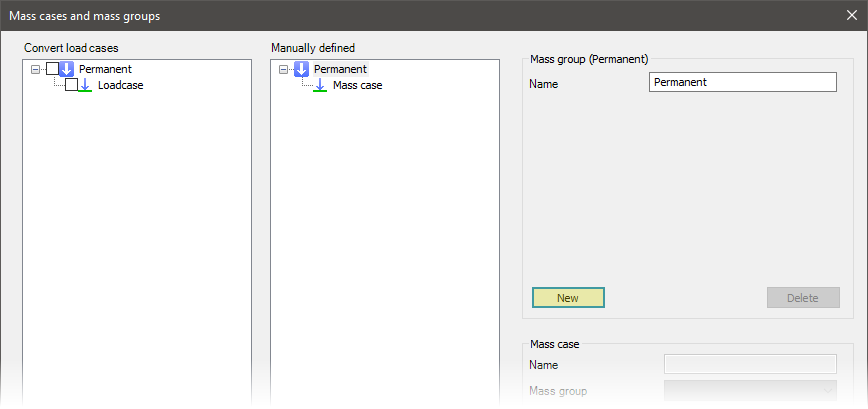 Mass cases and mass groups
Convert load cases
Permanent
Loadcase
Manually defined
Permanent
Mass case
Mass group (Permanent)
Name Permanent
New Delete
Mass case
Name
Mass group